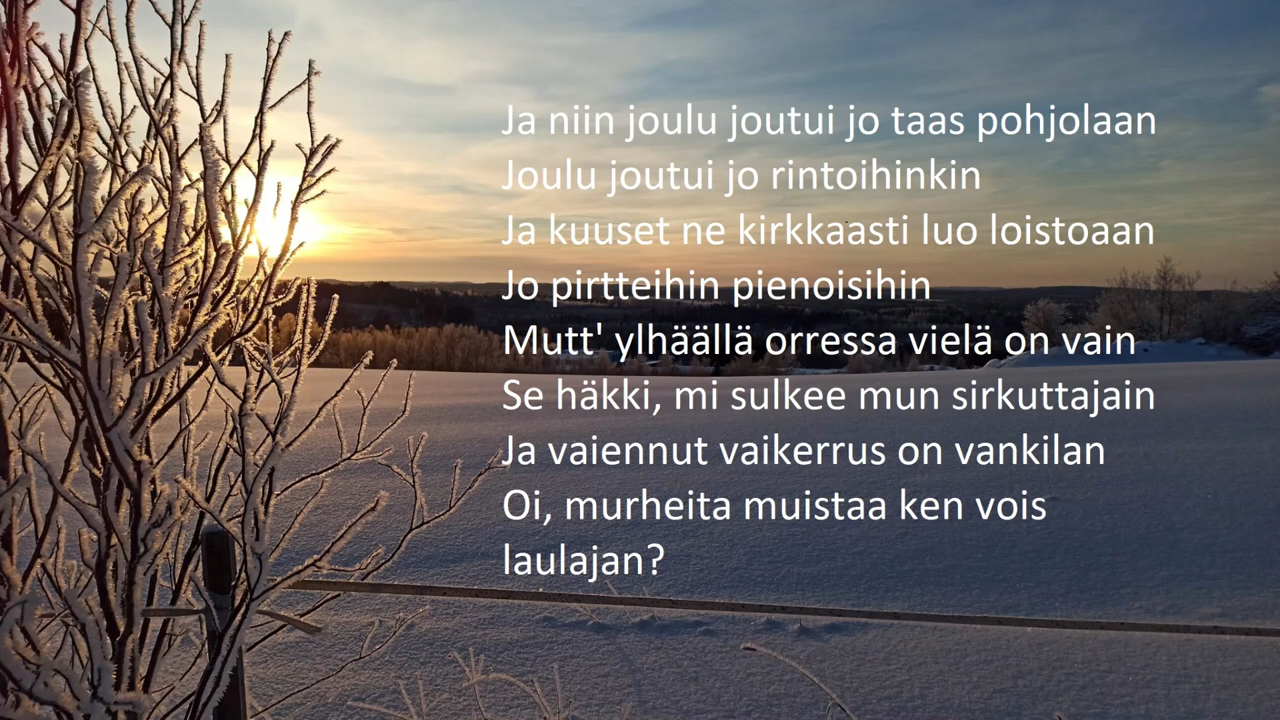 Ja niin joulu joutui jo taas pohjolaan
Joulu joutui jo rintoihinkin
Ja kuuset ne kirkkaasti luo loistoaan
Jo pirtteihin pienoisihin
Mutt' ylhäällä orressa vielä on vain
Se häkki, mi sulkee mun sirkuttajain
Ja vaiennut vaikerrus on vankilan
Oi, murheita muistaa ken vois
laulajan?